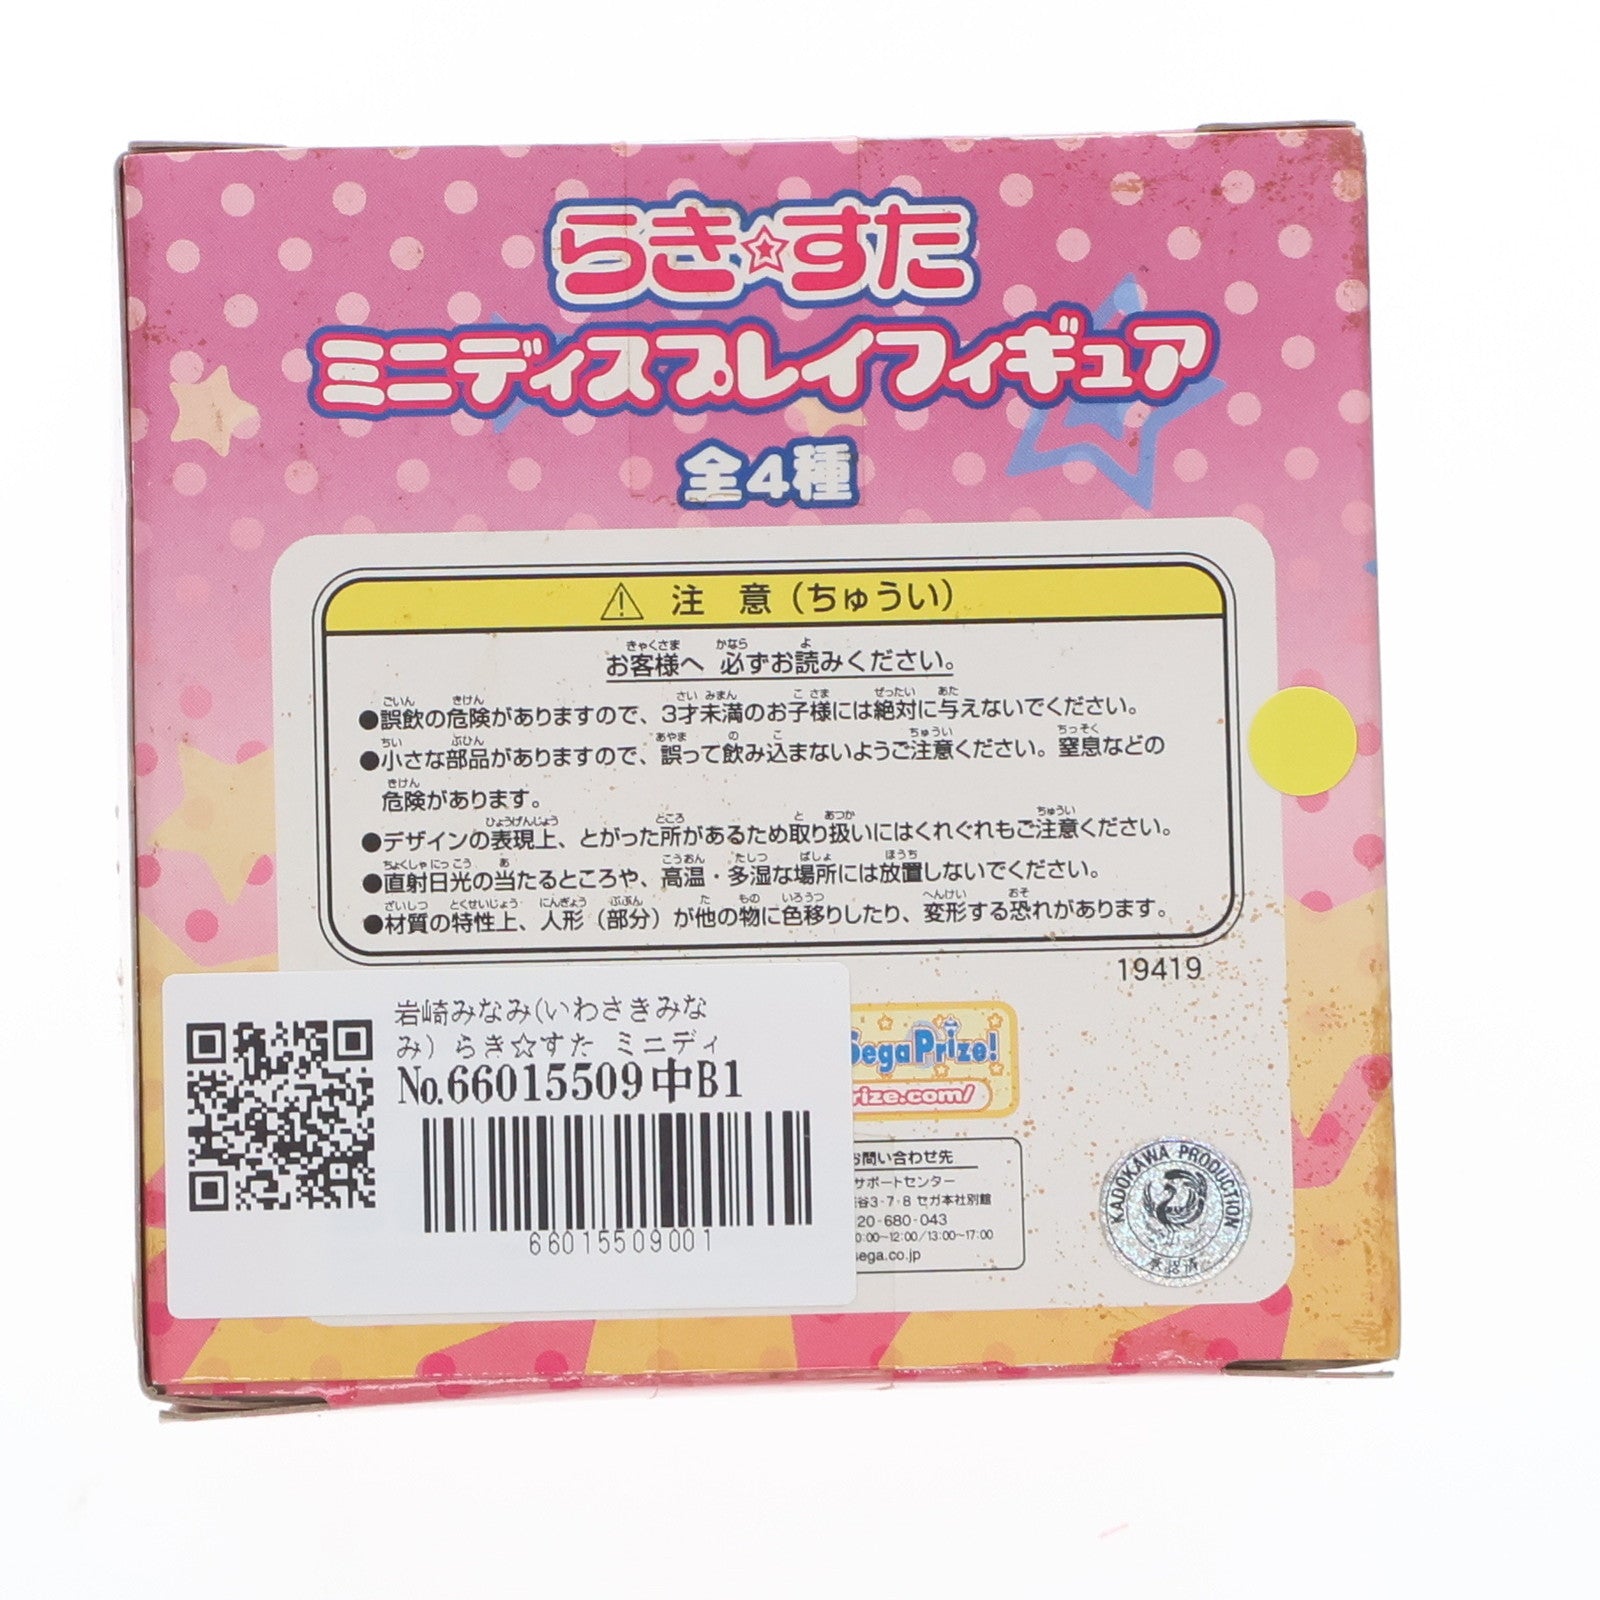 らき☆すた
ミニディスプレイフィギュア
全4種
注 意（ちゅうい）
お客様へ 必ずお読みください。
●誤飲の危険がありますので、3才未満のお子様には絶対に与えないでください。
●小さな部品がありますので、誤って飲み込まないようご注意ください。窒息などの
危険があります。
●デザインの表現上、とがった所があるため取り扱いにはくれぐれもご注意ください。
●直射日光の当たるところや、高温・多湿な場所には放置しないでください。
●材質の特性上、人形（部分）が他の物に色移りしたり、変形する恐れがあります。
19419
岩崎みなみ(いわさきみな
み) らき☆すた ミニディ
No.66015509中B1
66015509001
Sega Prize!
rize.com/
お問い合わせ先
サポートセンター
谷3-7-8 セガ本社別館
20-680-043
0:00~12:00/13:00~17:00
sega.co.jp
KADOKAWA PRODUCTION
承認済